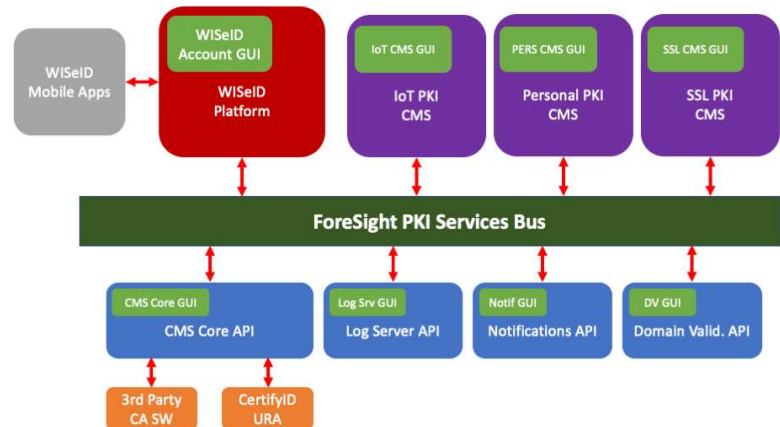 WISeID
Account GUI
WISeID
Platform
WISeID
Mobile Apps
IoT CMS GUI
IoT PKI
CMS
PERS CMS GUI
Personal PKI
CMS
SSL CMS GUI
SSL PKI
CMS
ForeSight PKI Services Bus
CMS Core GUI
CMS Core API
Log Srv GUI
Log Server API
Notif GUI
Notifications API
DV GUI
Domain Valid. API
3rd Party
CA SW
CertifyID
URA